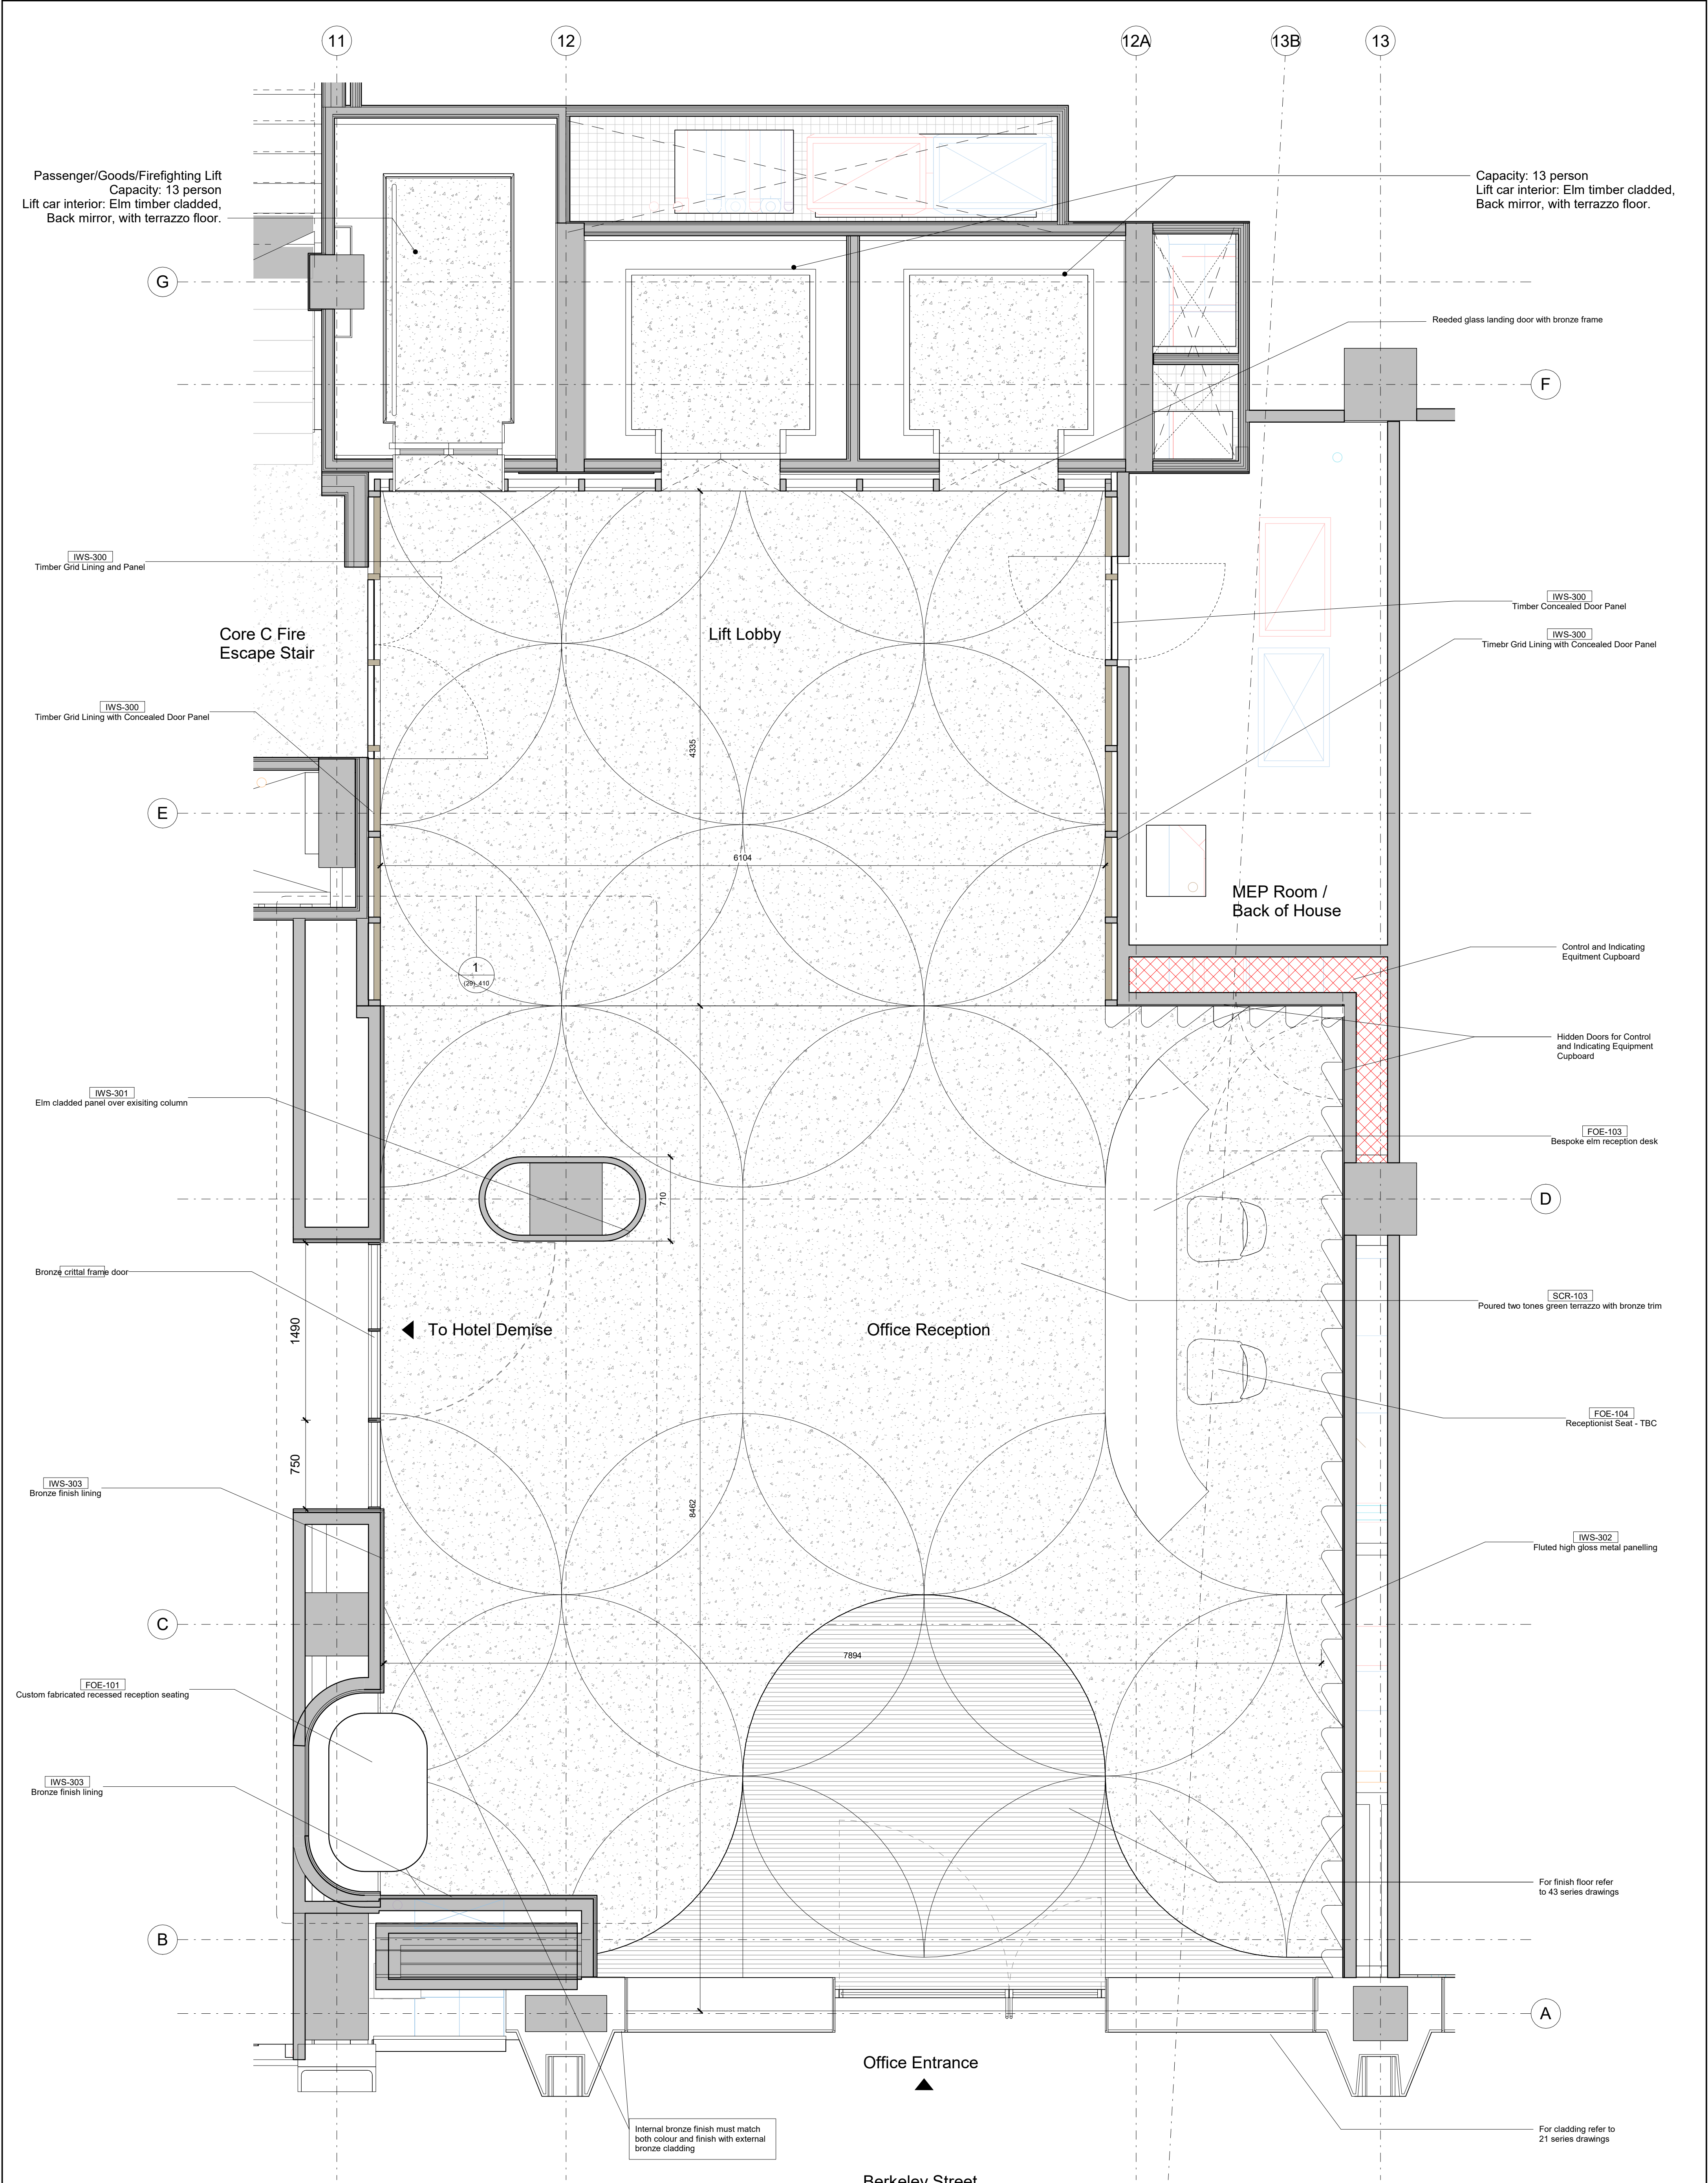 11
12
12A
13B
13
Passenger/Goods/Firefighting Lift
Capacity: 13 person
Lift car interior: Elm timber cladded,
Back mirror, with terrazzo floor.
Capacity: 13 person
Lift car interior: Elm timber cladded,
Back mirror, with terrazzo floor.
G
Reeded glass landing door with bronze frame
F
IWS-300
Timber Grid Lining and Panel
IWS-300
Timber Concealed Door Panel
Core C Fire
Escape Stair
Lift Lobby
IWS-300
Timebr Grid Lining with Concealed Door Panel
IWS-300
Timber Grid Lining with Concealed Door Panel
4335
E
6104
MEP Room /
Back of House
1
(29)_410
Control and Indicating
Equitment Cupboard
Hidden Doors for Control
and Indicating Equipment
Cupboard
IWS-301
Elm cladded panel over exisiting column
FOE-103
Bespoke elm reception desk
710
D
Bronze crittal frame door
SCR-103
Poured two tones green terrazzo with bronze trim
1490
To Hotel Demise
Office Reception
FOE-104
Receptionist Seat - TBC
750
IWS-303
Bronze finish lining
8462
IWS-302
Fluted high gloss metal panelling
C
7894
FOE-101
Custom fabricated recessed reception seating
IWS-303
Bronze finish lining
For finish floor refer
to 43 series drawings
B
A
Office Entrance
Internal bronze finish must match
both colour and finish with external
bronze cladding
For cladding refer to
21 series drawings
Berkeley Street